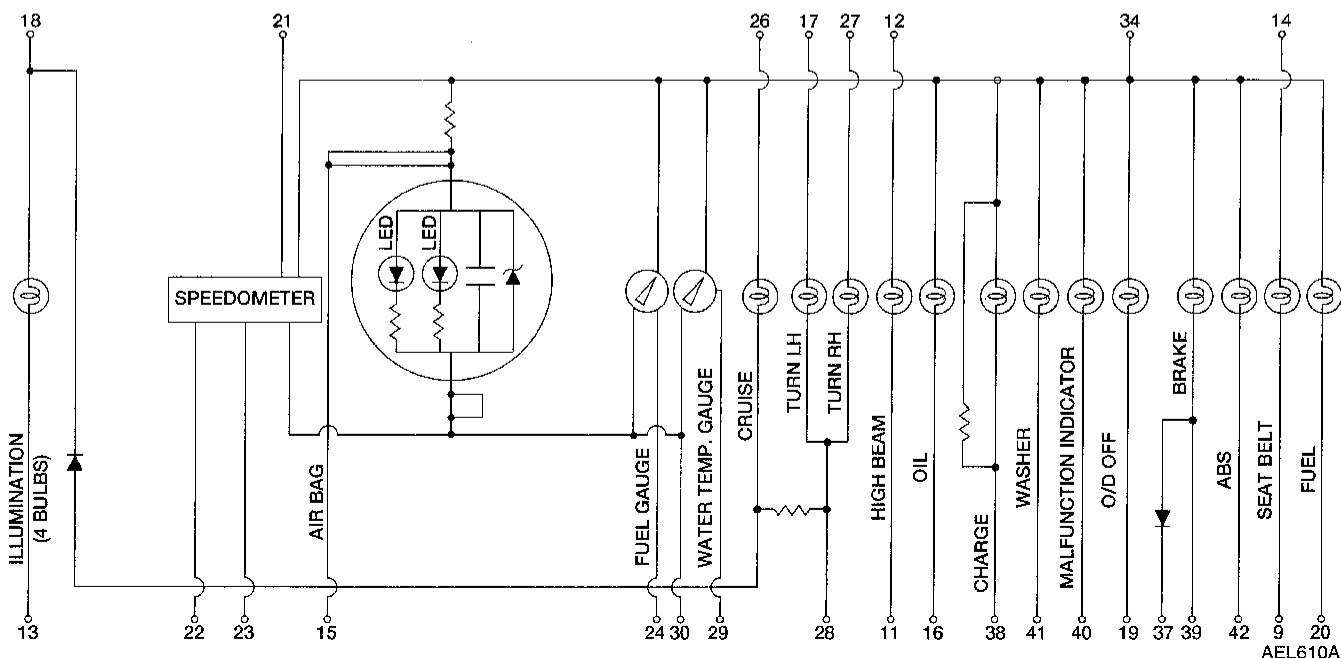 18
21
26
17
27
12
34
14
LED
LED
SPEEDOMETER
ILLUMINATION
(4 BULBS)
AIR BAG
FUEL GAUGE
WATER TEMP. GAUGE
CRUISE
TURN LH
TURN RH
HIGH BEAM
OIL
CHARGE
WASHER
MALFUNCTION INDICATOR
O/D OFF
BRAKE
ABS
SEAT BELT
FUEL
13
22
23
15
24
30
29
28
11
16
38
41
40
19
37
39
42
9
20
AEL610A